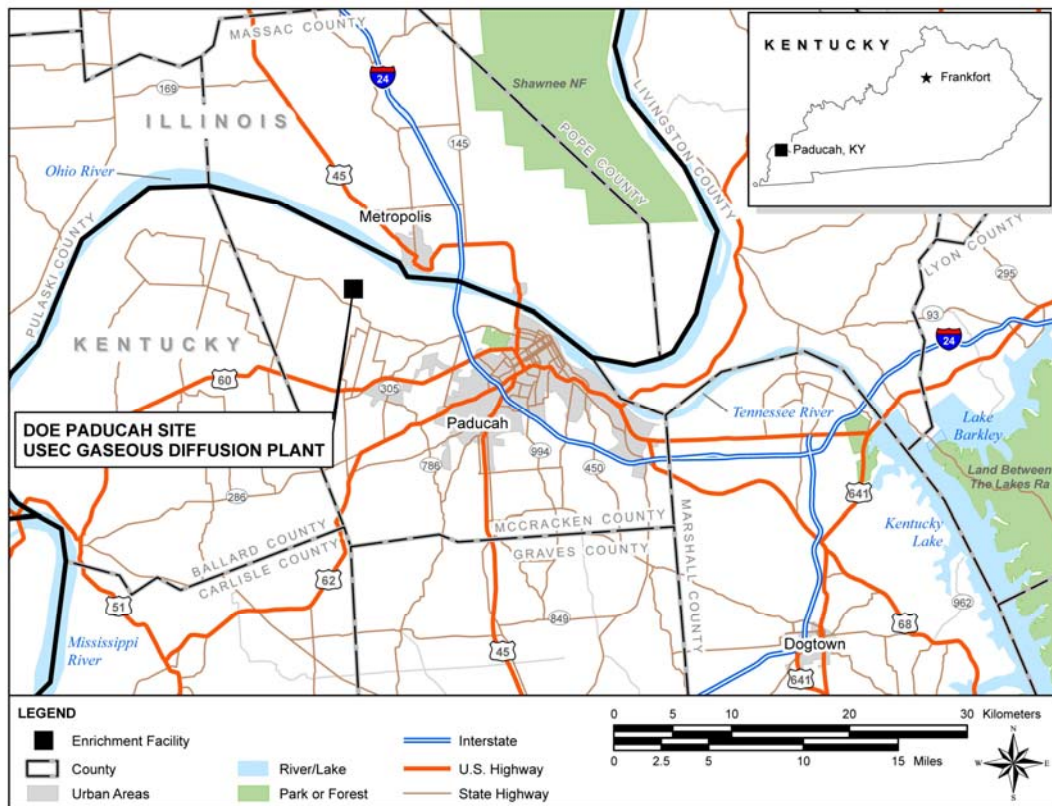 MASSAC COUNTY
24
169
ILLINOIS
Shawnee NF
LIVINGSTON COUNTY
KENTUCKY
Frankfort
Paducah, KY
145
POPE COUNTY
Ohio River
45
Metropolis
PULASKI COUNTY
LYON COUNTY
295
93
24
KENTUCKY
60
305
DOE PADUCAH SITE
USEC GASEOUS DIFFUSION PLANT
Paducah
Tennessee River
Lake
Barkley
786
994
450
Land Between
The Lakes Ra
286
641
MCCRACKEN COUNTY
GRAVES COUNTY
MARSHALL COUNTY
Kentucky
Lake
BALLARD COUNTY
CARLISLE COUNTY
62
51
849
962
68
Mississippi
River
45
Dogtown
641
LEGEND
Enrichment Facility
County
Urban Areas
River/Lake
Park or Forest
Interstate
U.S. Highway
State Highway
0 5 10 20 30 Kilometers
0 2.5 5 10 15 Miles
N
W E
S